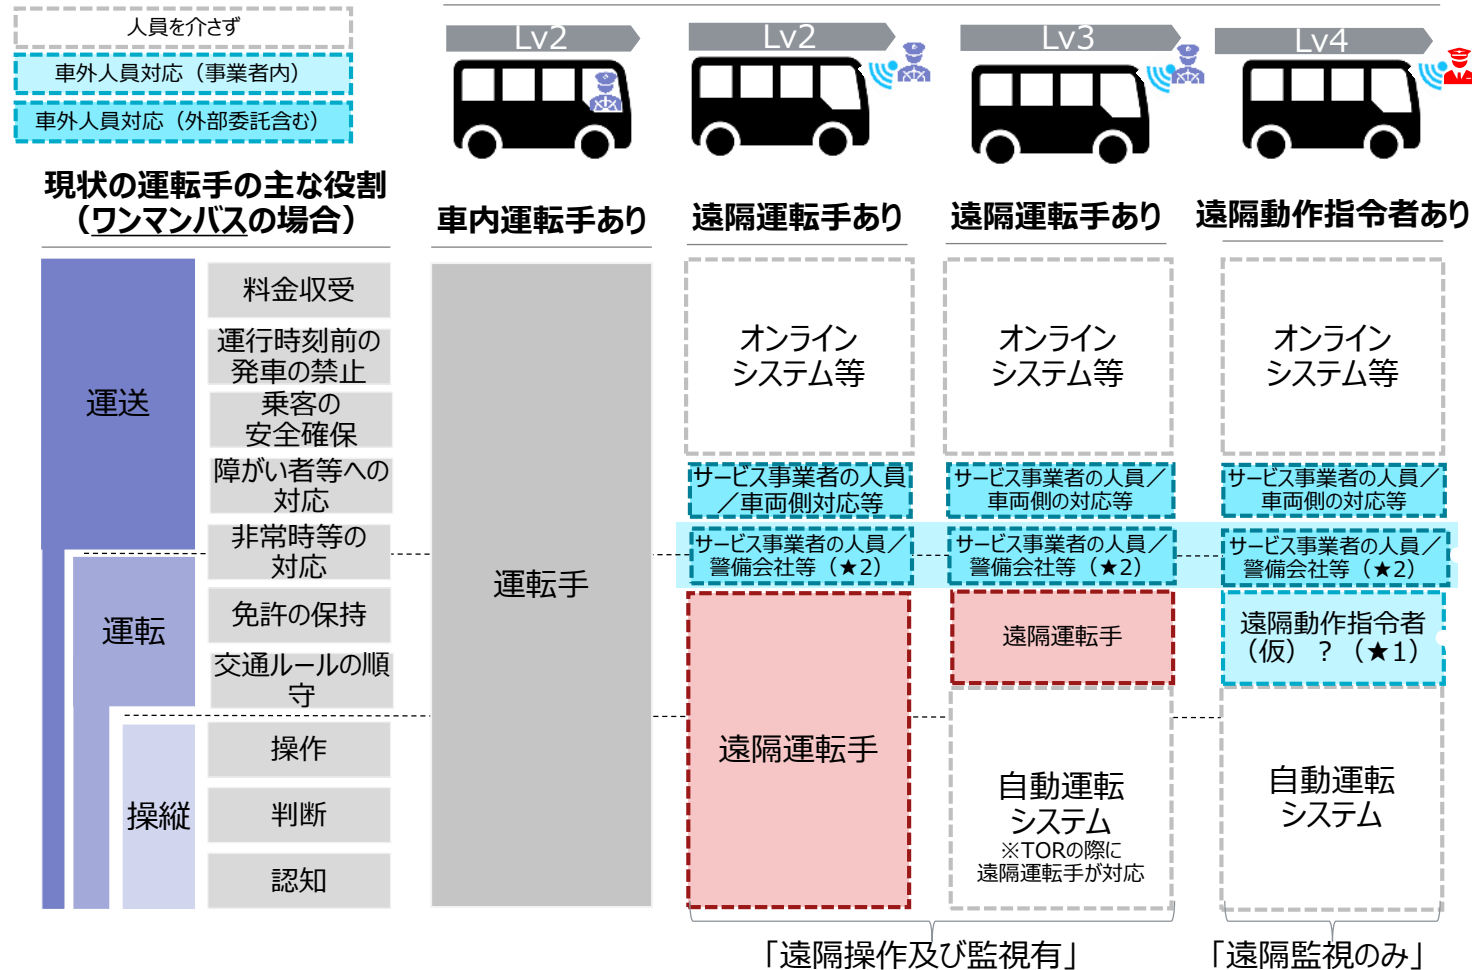 人員を介さず
車外人員対応（事業者内）
車外人員対応（外部委託含む）
Lv2
Lv2
Lv3
Lv4
現状の運転手の主な役割
（ワンマンバスの場合）
車内運転手あり
遠隔運転手あり
遠隔運転手あり
遠隔動作指令者あり
運送
運転
操縦
料金収受
運行時刻前の
発車の禁止
乗客の
安全確保
障がい者等への
対応
非常時等の
対応
免許の保持
交通ルールの順
守
操作
判断
認知
運転手
オンライン
システム等
サービス事業者の人員
／車両側対応等
サービス事業者の人員／
警備会社等（★2）
遠隔運転手
オンライン
システム等
サービス事業者の人員／
車両側の対応等
サービス事業者の人員／
警備会社等（★2）
遠隔運転手
自動運転
システム
※TORの際に
遠隔運転手が対応
オンライン
システム等
サービス事業者の人員／
車両側の対応等
サービス事業者の人員／
警備会社等（★2）
遠隔動作指令者
（仮）？（★1）
自動運転
システム
「遠隔操作及び監視有」
「遠隔監視のみ」